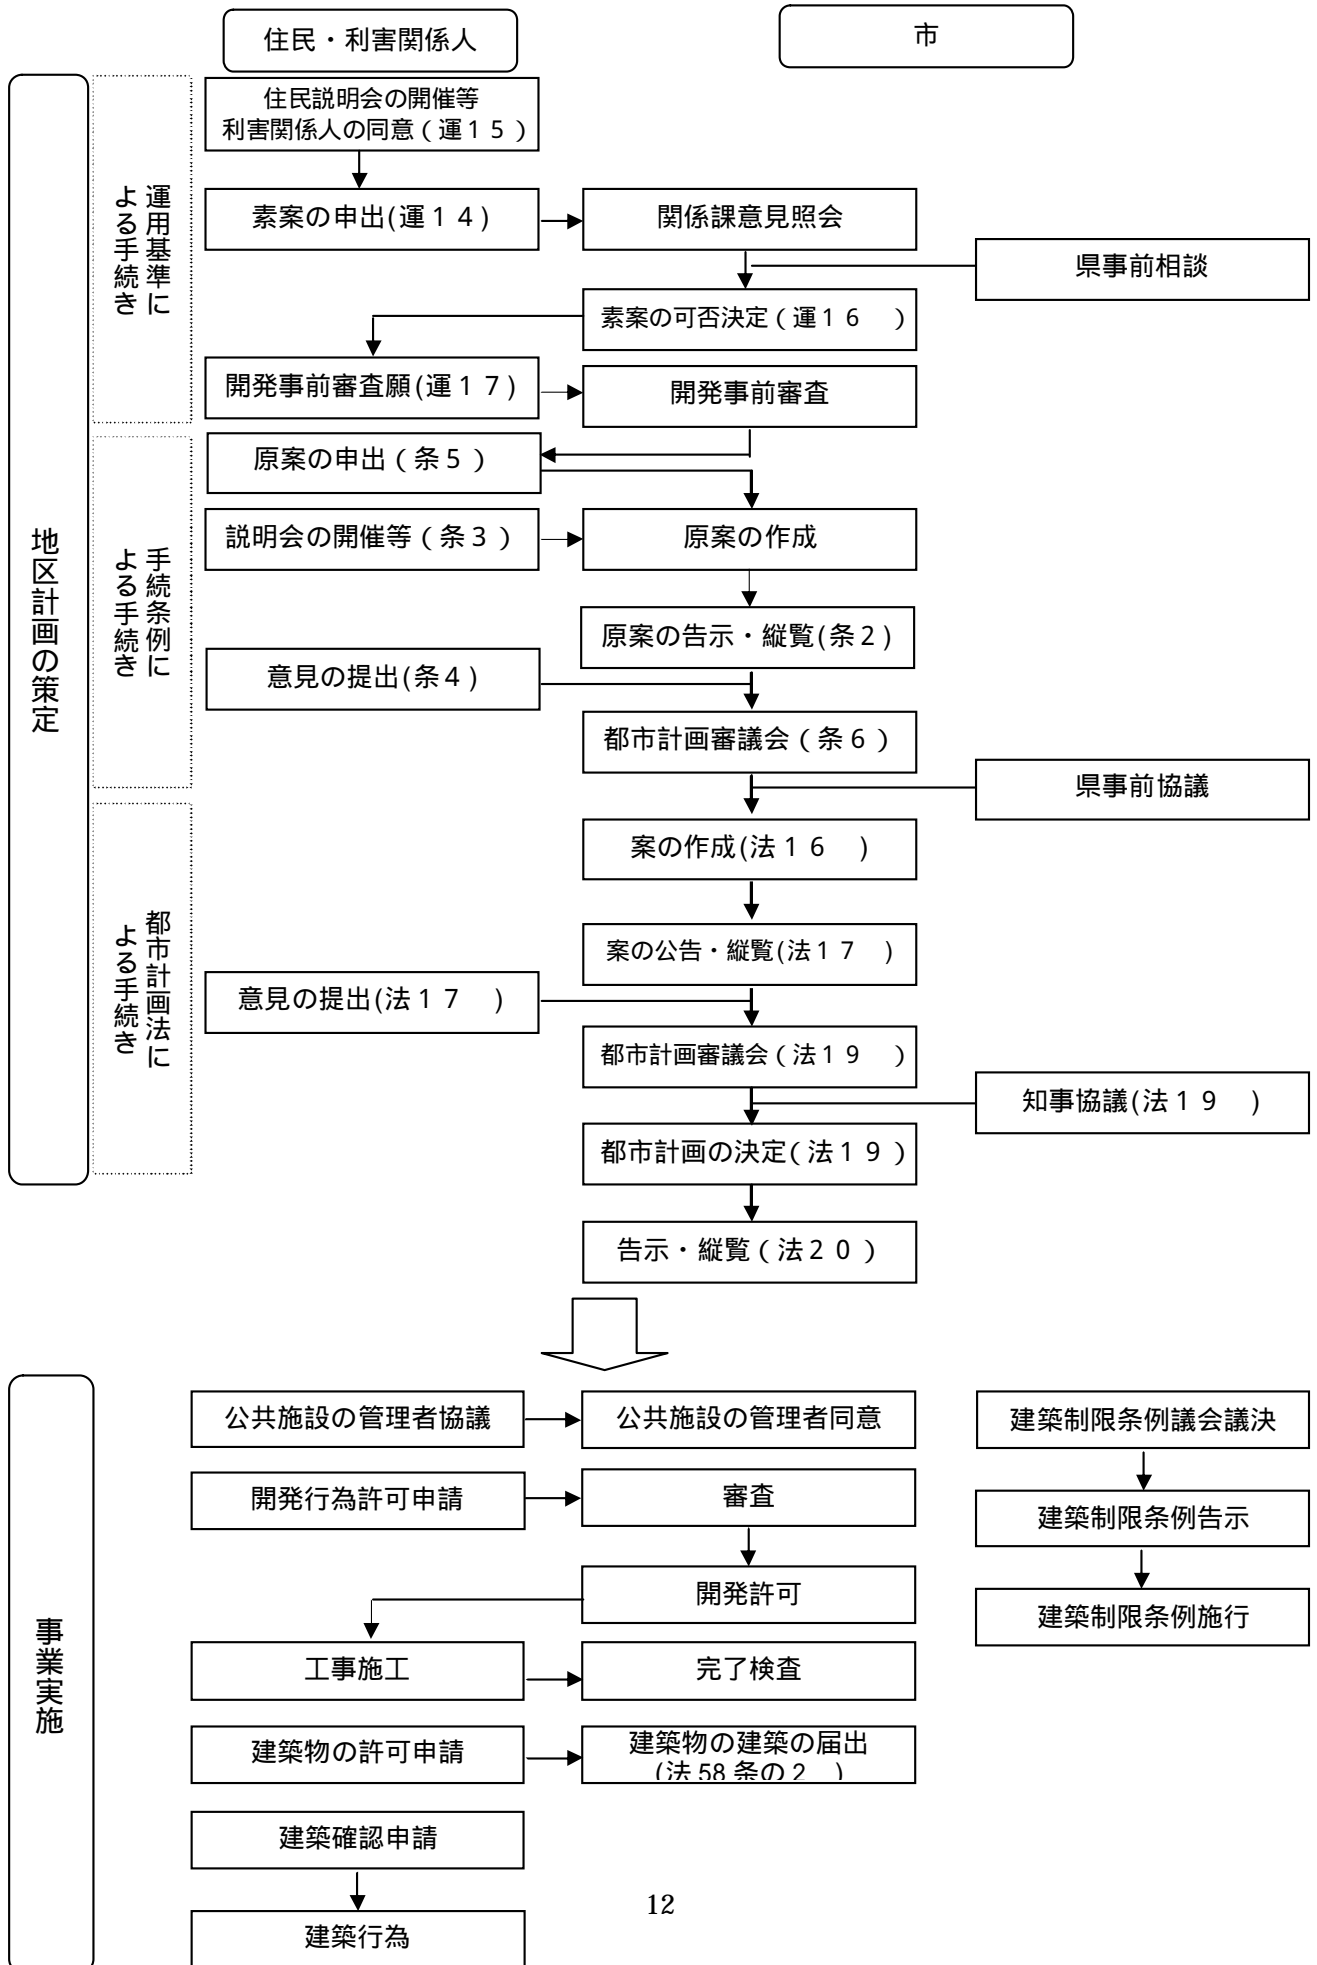 住民・利害関係人
市
地区計画の策定
運用基準に
よる手続き
住民説明会の開催等
利害関係人の同意(運15)
素案の申出(運14)
関係課意見照会
県事前相談
素案の可否決定(運16 )
開発事前審査願(運17)
開発事前審査
手続条例に
よる手続き
原案の申出(条5)
説明会の開催等(条3)
原案の作成
原案の告示・縦覧(条2)
意見の提出(条4)
都市計画審議会(条6)
県事前協議
都市計画法に
よる手続き
案の作成(法16 )
案の公告・縦覧(法17 )
意見の提出(法17 )
都市計画審議会(法19 )
知事協議(法19 )
都市計画の決定(法19)
告示・縦覧(法20)
事業実施
公共施設の管理者協議
公共施設の管理者同意
建築制限条例議会議決
開発行為許可申請
審査
建築制限条例告示
開発許可
建築制限条例施行
工事施工
完了検査
建築物の許可申請
建築物の建築の届出
(法58条の2 )
建築確認申請
建築行為
12